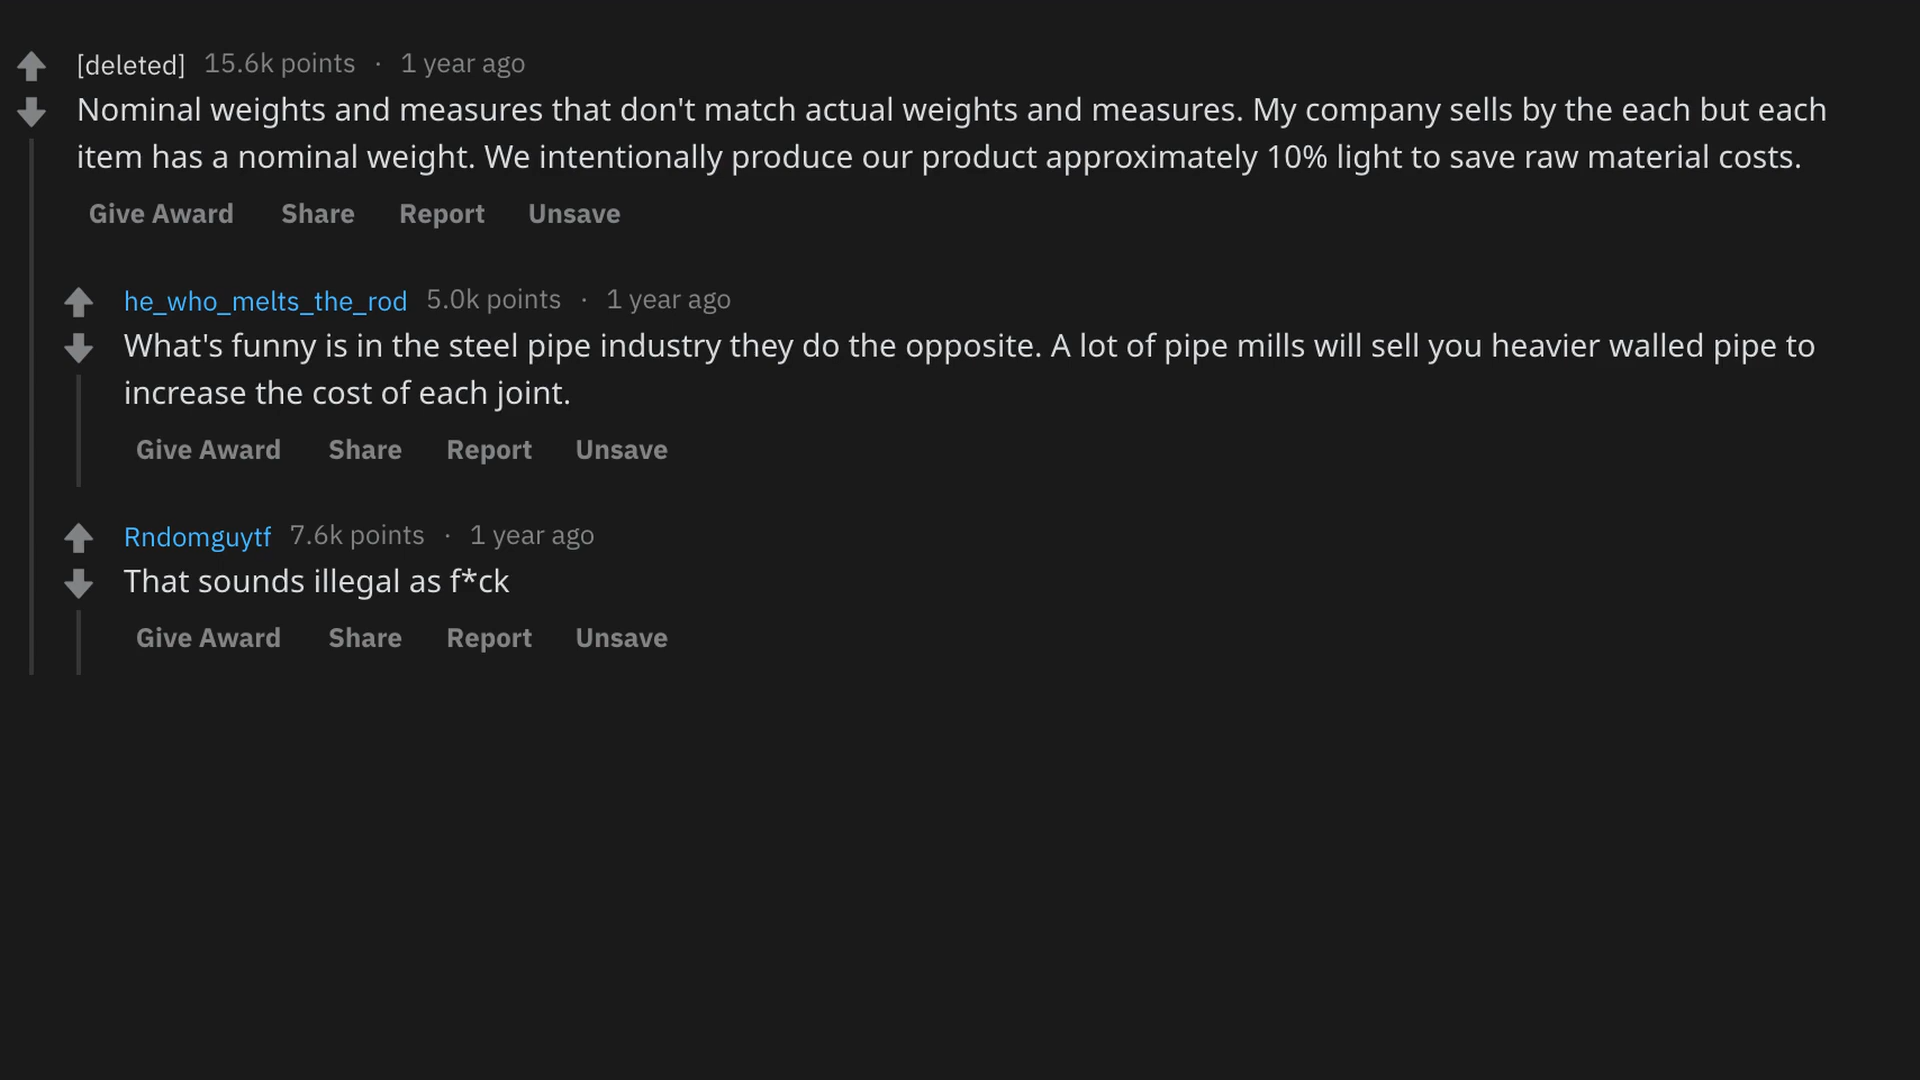 [deleted] 15.6k points · 1 year ago
Nominal weights and measures that don't match actual weights and measures. My company sells by the each but each
item has a nominal weight. We intentionally produce our product approximately 10% light to save raw material costs.
Give Award Share Report Unsave
he_who_melts_the_rod 5.0k points · 1 year ago
What's funny is in the steel pipe industry they do the opposite. A lot of pipe mills will sell you heavier walled pipe to
increase the cost of each joint.
Give Award Share Report Unsave
Rndomguytf 7.6k points · 1 year ago
That sounds illegal as f*ck
Give Award Share Report Unsave